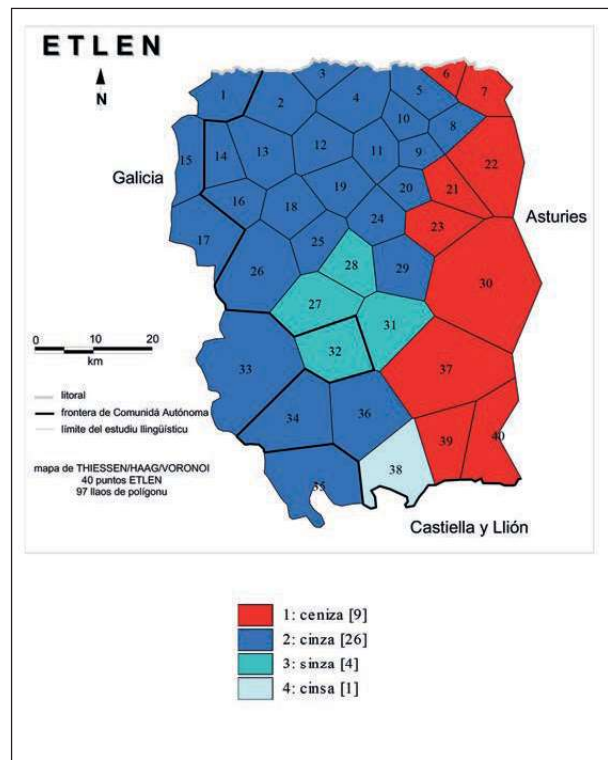 ETLEN
N
3
6
1
2
4
5
7
10
8
15
14
13
12
11
9
22
Galicia
16
19
20
21
18
Asturies
17
24
23
25
26
28
29
30
27
31
0 10 20
km
32
33
37
litoral
frontera de Comunidá Autónoma
límite del estudiu llingüísticu
34
36
mapa de THIESSEN/HAAG/VORONOI
40 puntos ETLEN
97 llaos de polígonu
38
39
40
35
Castiella y Llión
1: ceniza [9]
2: cinza [26]
3: sinza [4]
4: cinsa [1]